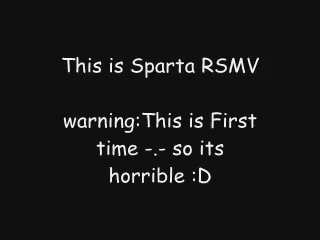 This is Sparta RSMV
warning:This is First
time -.- so its
horrible :D